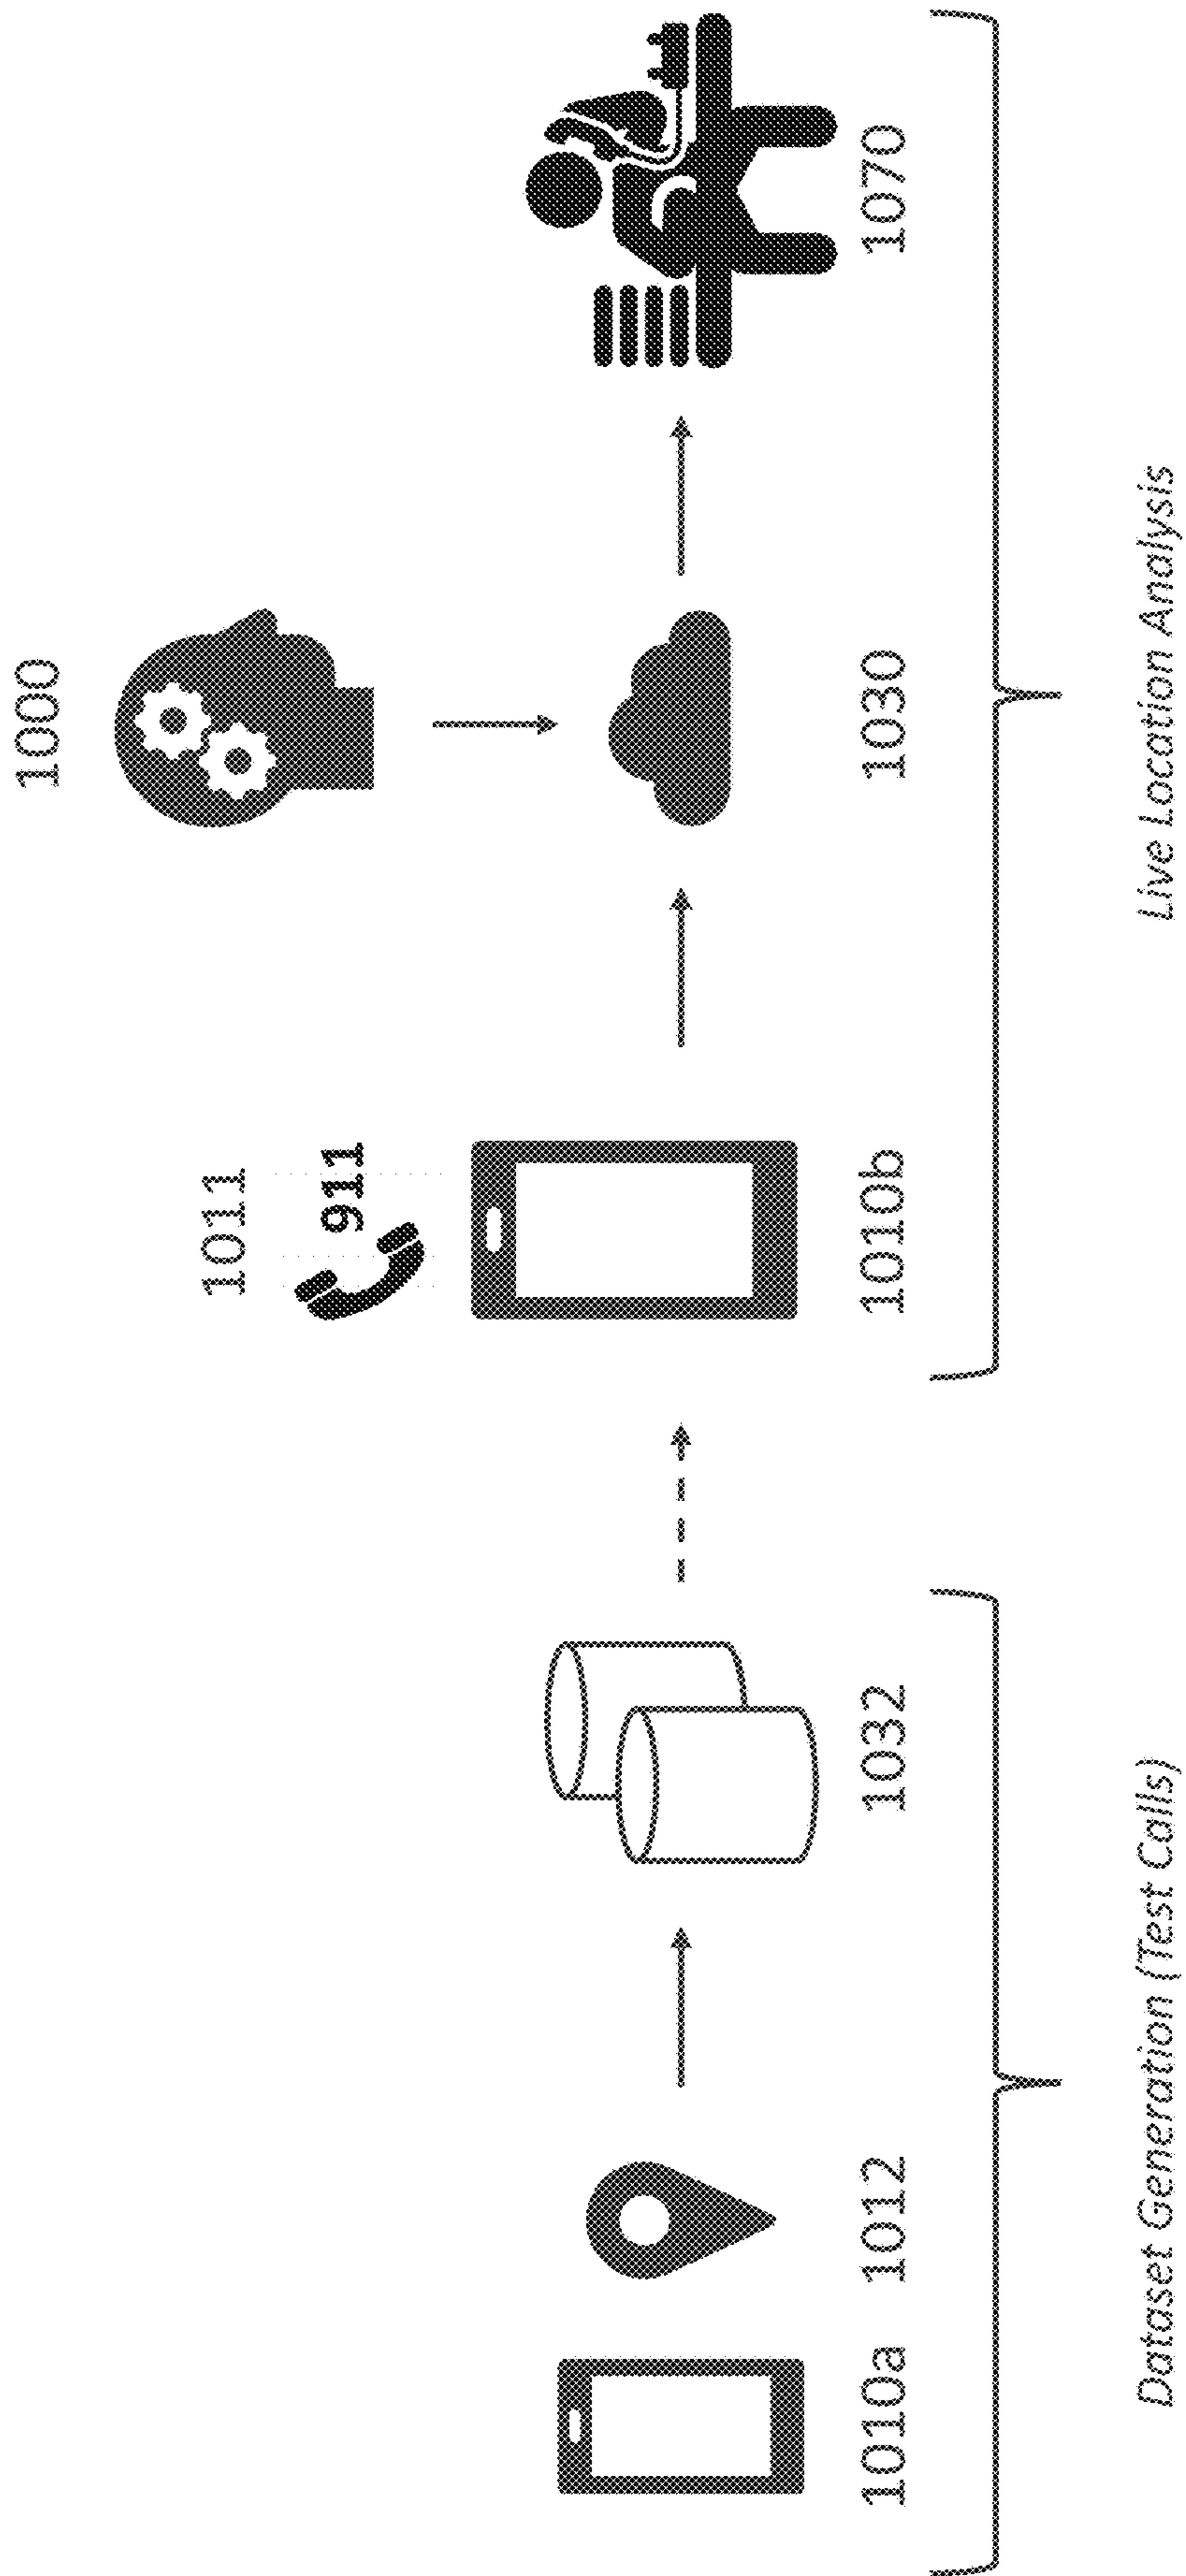 1000
1011
911
1010a
1012
1032
1010b
1030
1070
Dataset Generation (Test Calls)
Live Location Analysis